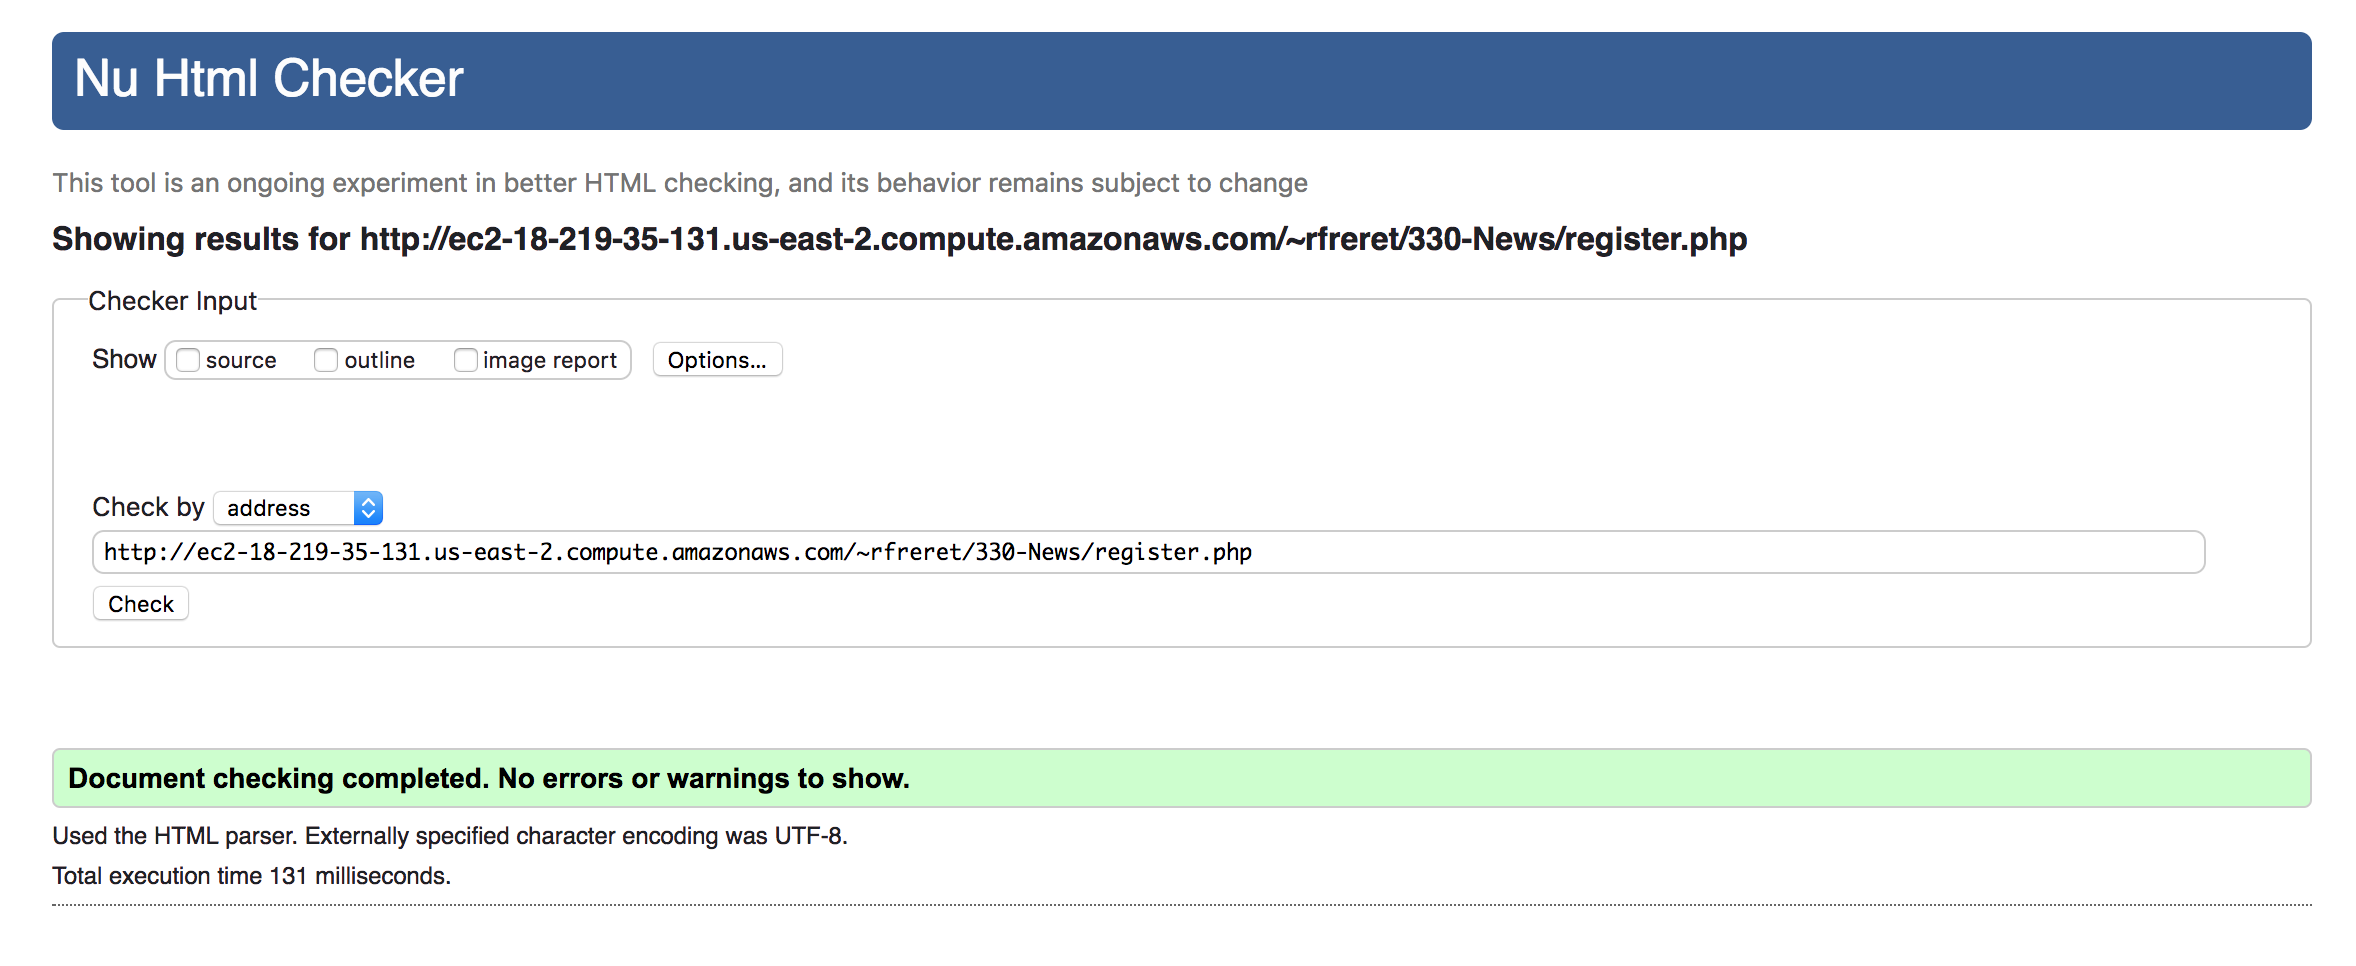 Nu Html Checker
This tool is an ongoing experiment in better HTML checking, and its behavior remains subject to change
Showing results for http://ec2-18-219-35-131.us-east-2.compute.amazonaws.com/~rfreret/330-News/register.php
Checker Input
Show source outline image report Options...
Check by address
http://ec2-18-219-35-131.us-east-2.compute.amazonaws.com/~rfreret/330-News/register.php
Check
Document checking completed. No errors or warnings to show.
Used the HTML parser. Externally specified character encoding was UTF-8.
Total execution time 131 milliseconds.